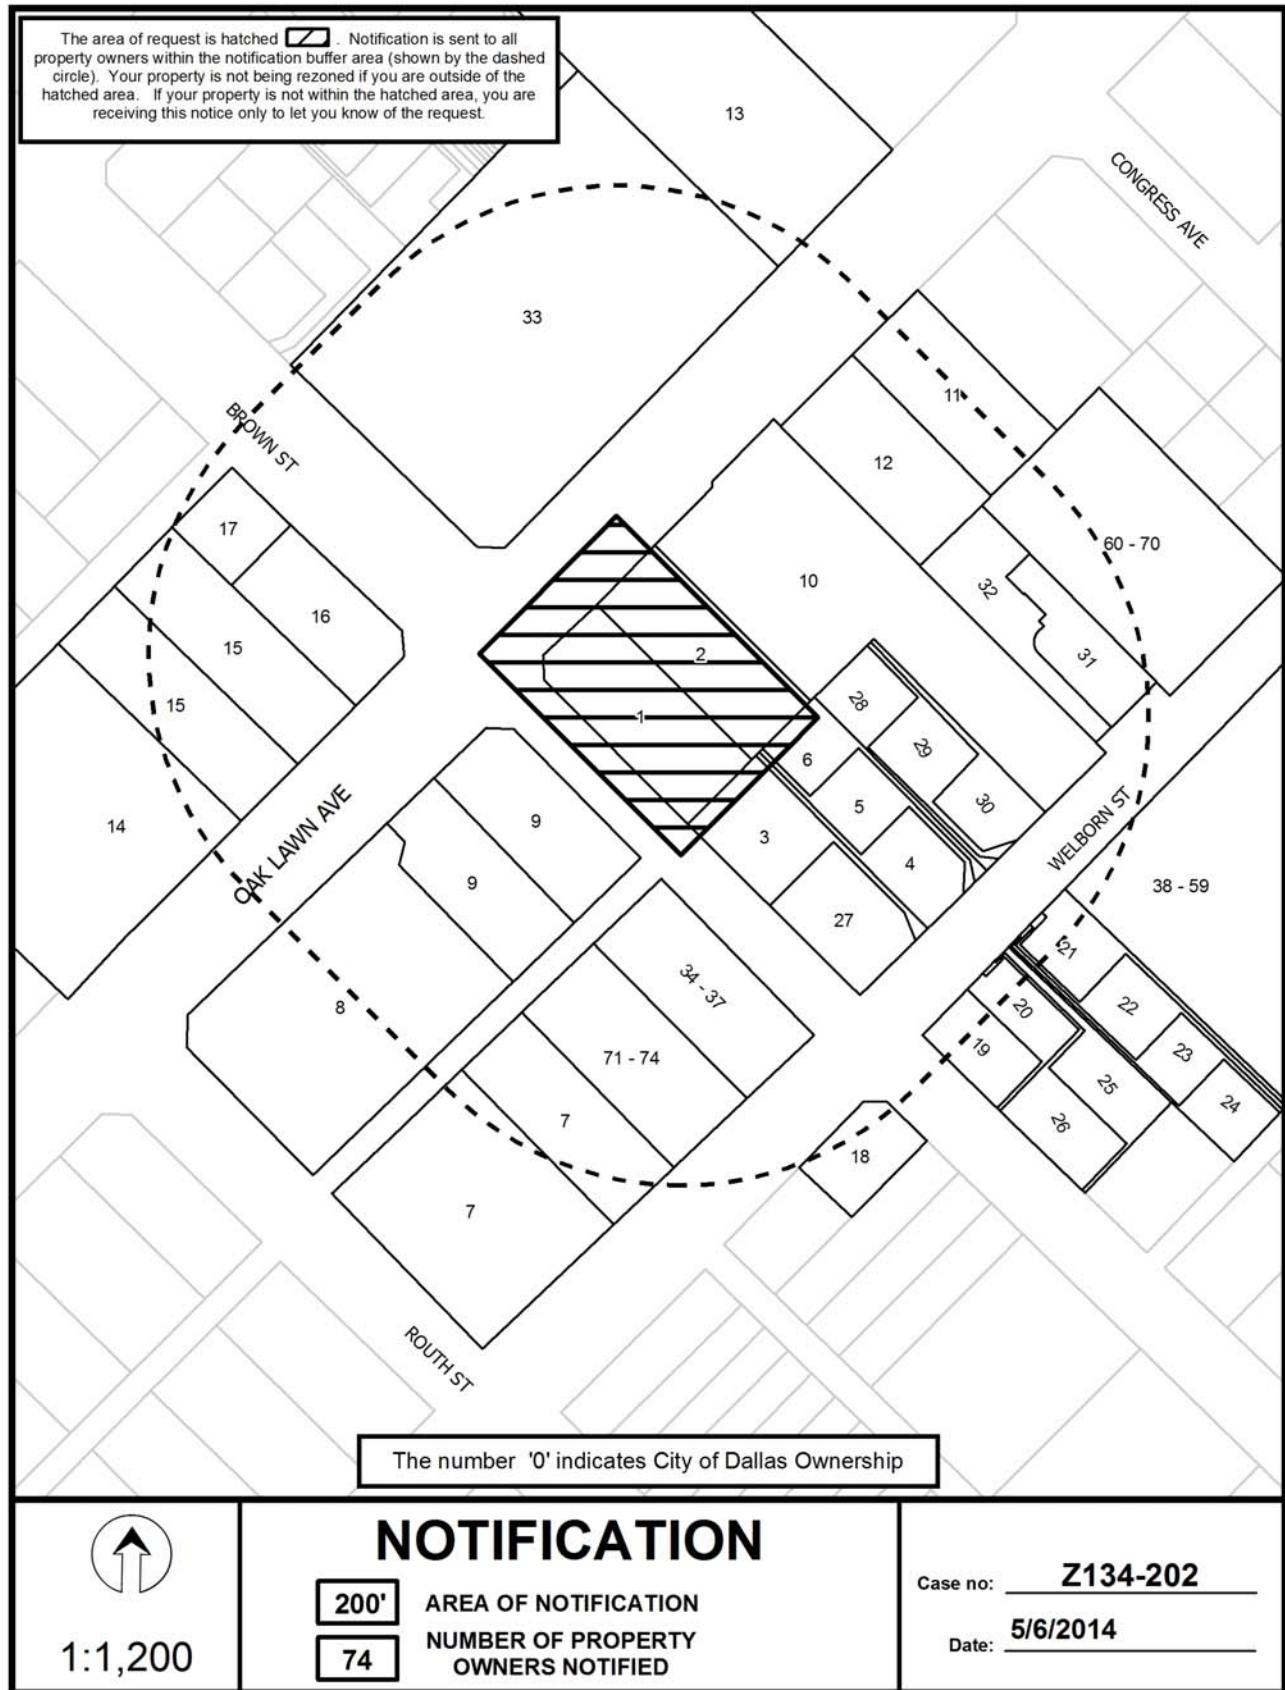 The area of request is hatched . Notification is sent to all
property owners within the notification buffer area (shown by the dashed
circle). Your property is not being rezoned if you are outside of the
hatched area. If your property is not within the hatched area, you are
receiving this notice only to let you know of the request.
13
CONGRESS AVE
33
11
BROWN ST
12
17
60 - 70
10
32
16
15
2
31
28
15
1
29
6
30
5
9
14
3
WELBORN ST
4
OAK LAWN AVE
9
38 - 59
27
21
34 - 37
8
22
20
19
23
71 - 74
25
24
7
26
18
7
ROUTH ST
The number '0' indicates City of Dallas Ownership
1:1,200
NOTIFICATION
200' AREA OF NOTIFICATION
74 NUMBER OF PROPERTY
OWNERS NOTIFIED
Case no: Z134-202
Date: 5/6/2014